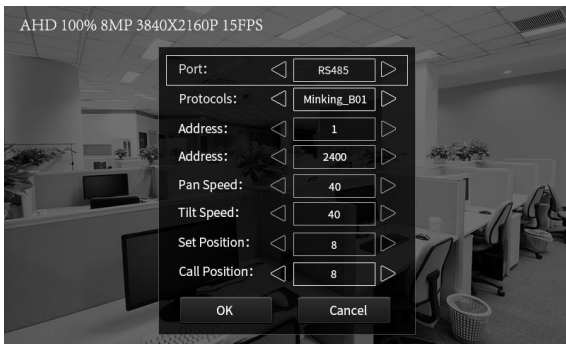 AHD 100% 8MP 3840X2160P 15FPS
Port: RS485
Protocols: Minking_B01
Address: 1
Address: 2400
Pan Speed: 40
Tilt Speed: 40
Set Position: 8
Call Position: 8
OK Cancel